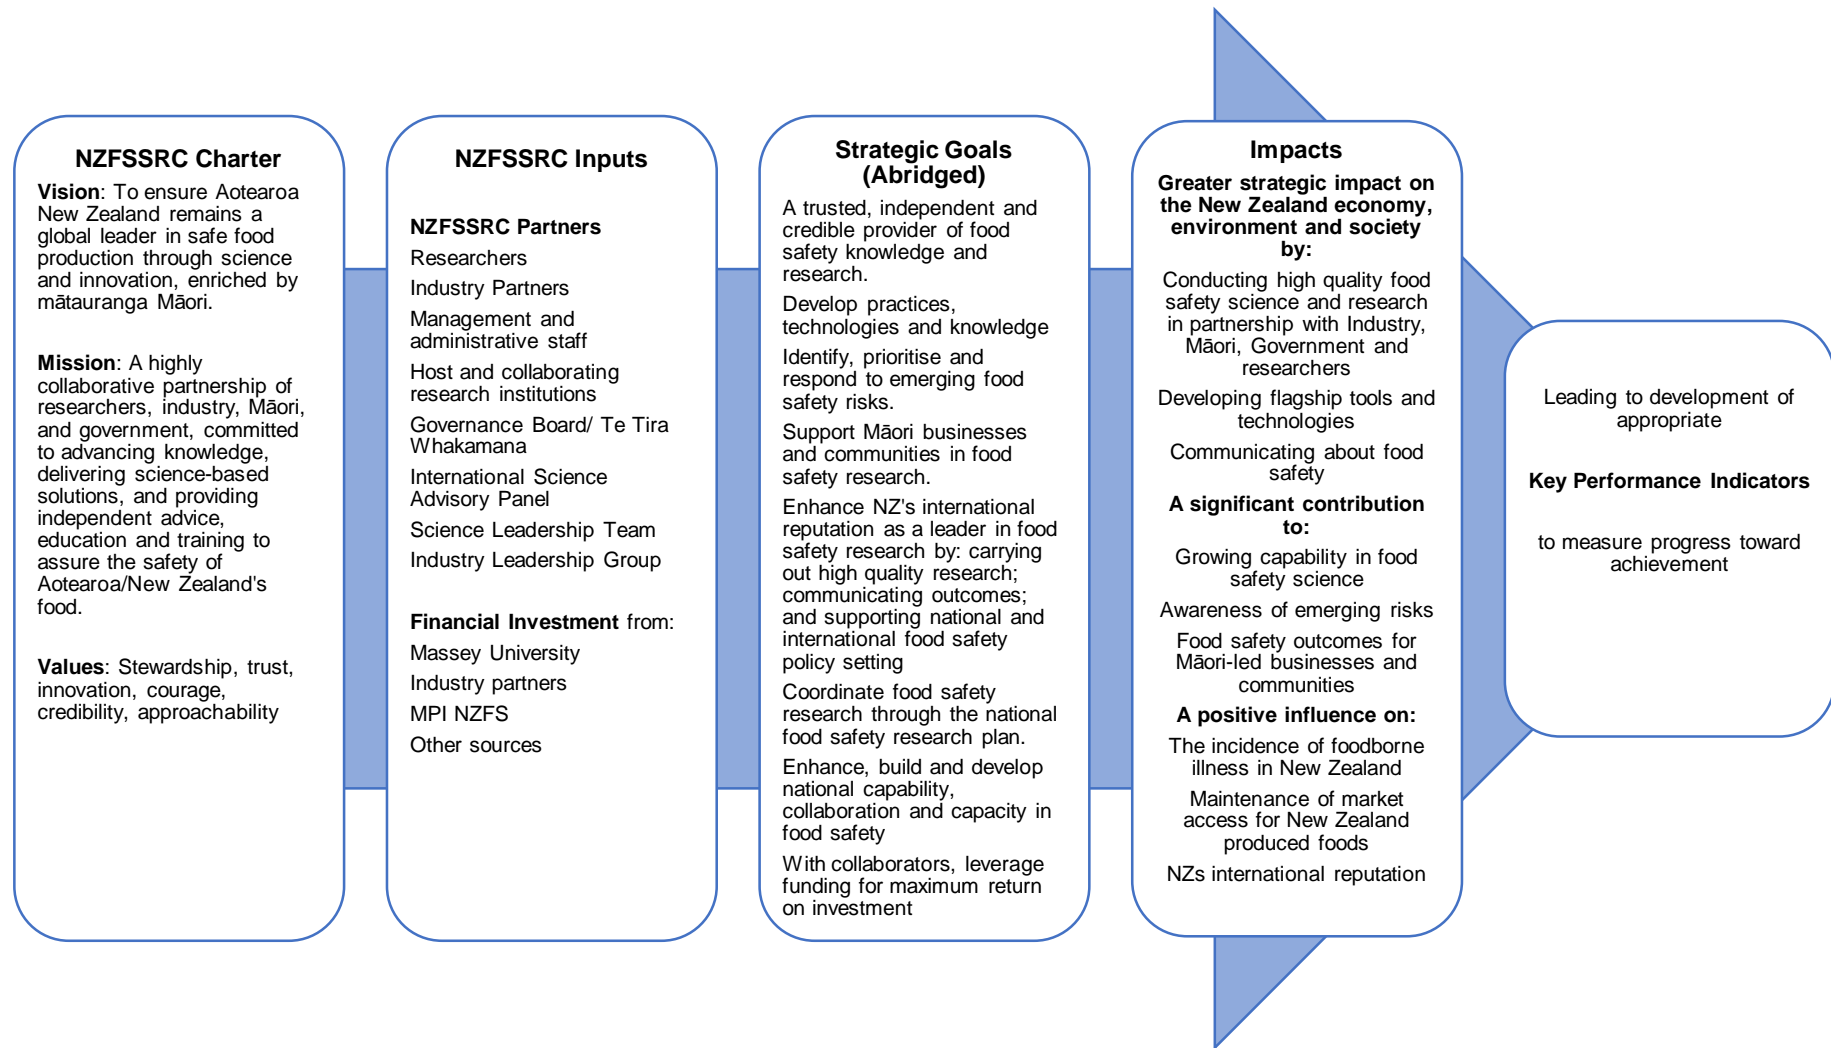 NZFSSRC Charter
Vision: To ensure Aotearoa
New Zealand remains a
global leader in safe food
production through science
and innovation, enriched by
mātauranga Māori.
Mission: A highly
collaborative partnership of
researchers, industry, Māori,
and government, committed
to advancing knowledge,
delivering science-based
solutions, and providing
independent advice,
education and training to
assure the safety of
Aotearoa/New Zealand's
food.
Values: Stewardship, trust,
innovation, courage,
credibility, approachability
NZFSSRC Inputs
NZFSSRC Partners
Researchers
Industry Partners
Management and
administrative staff
Host and collaborating
research institutions
Governance Board/ Te Tira
Whakamana
International Science
Advisory Panel
Science Leadership Team
Industry Leadership Group
Financial Investment from:
Massey University
Industry partners
MPI NZFS
Other sources
Strategic Goals
(Abridged)
A trusted, independent and
credible provider of food
safety knowledge and
research.
Develop practices,
technologies and knowledge
Identify, prioritise and
respond to emerging food
safety risks.
Support Māori businesses
and communities in food
safety research.
Enhance NZ's international
reputation as a leader in food
safety research by: carrying
out high quality research;
communicating outcomes;
and supporting national and
international food safety
policy setting
Coordinate food safety
research through the national
food safety research plan.
Enhance, build and develop
national capability,
collaboration and capacity in
food safety
With collaborators, leverage
funding for maximum return
on investment
Impacts
Greater strategic impact on
the New Zealand economy,
environment and society
by:
Conducting high quality food
safety science and research
in partnership with Industry,
Māori, Government and
researchers
Developing flagship tools and
technologies
Communicating about food
safety
A significant contribution
to:
Growing capability in food
safety science
Awareness of emerging risks
Food safety outcomes for
Māori-led businesses and
communities
A positive influence on:
The incidence of foodborne
illness in New Zealand
Maintenance of market
access for New Zealand
produced foods
NZs international reputation
Leading to development of
appropriate
Key Performance Indicators
to measure progress toward
achievement